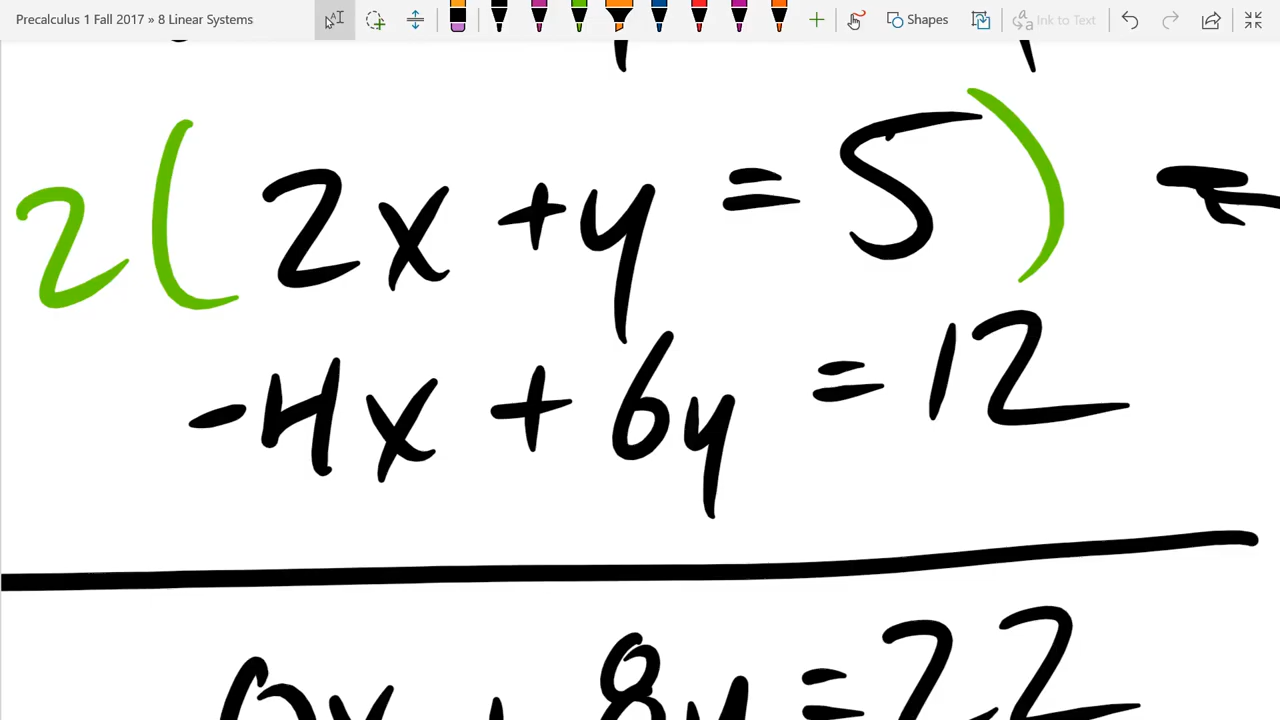 Precalculus 1 Fall 2017 » 8 Linear Systems Shapes Ink to Text
2(2x + y = 5)
-4x + 6y = 12
0x + 8y = 22